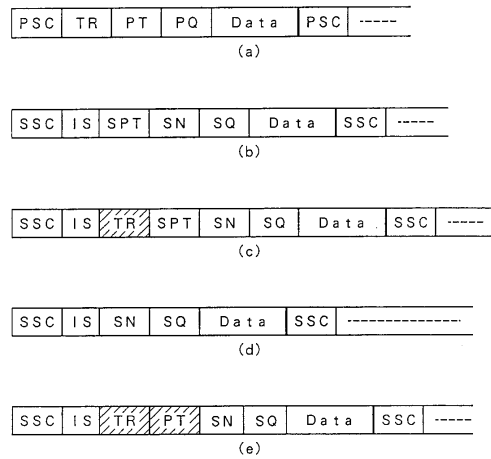 PSC TR PT PQ Data PSC
(a)
SSC IS SPT SN SQ Data SSC
(b)
SSC IS TR SPT SN SQ Data SSC
(c)
SSC IS SN SQ Data SSC
(d)
SSC IS TR PT SN SQ Data SSC
(e)